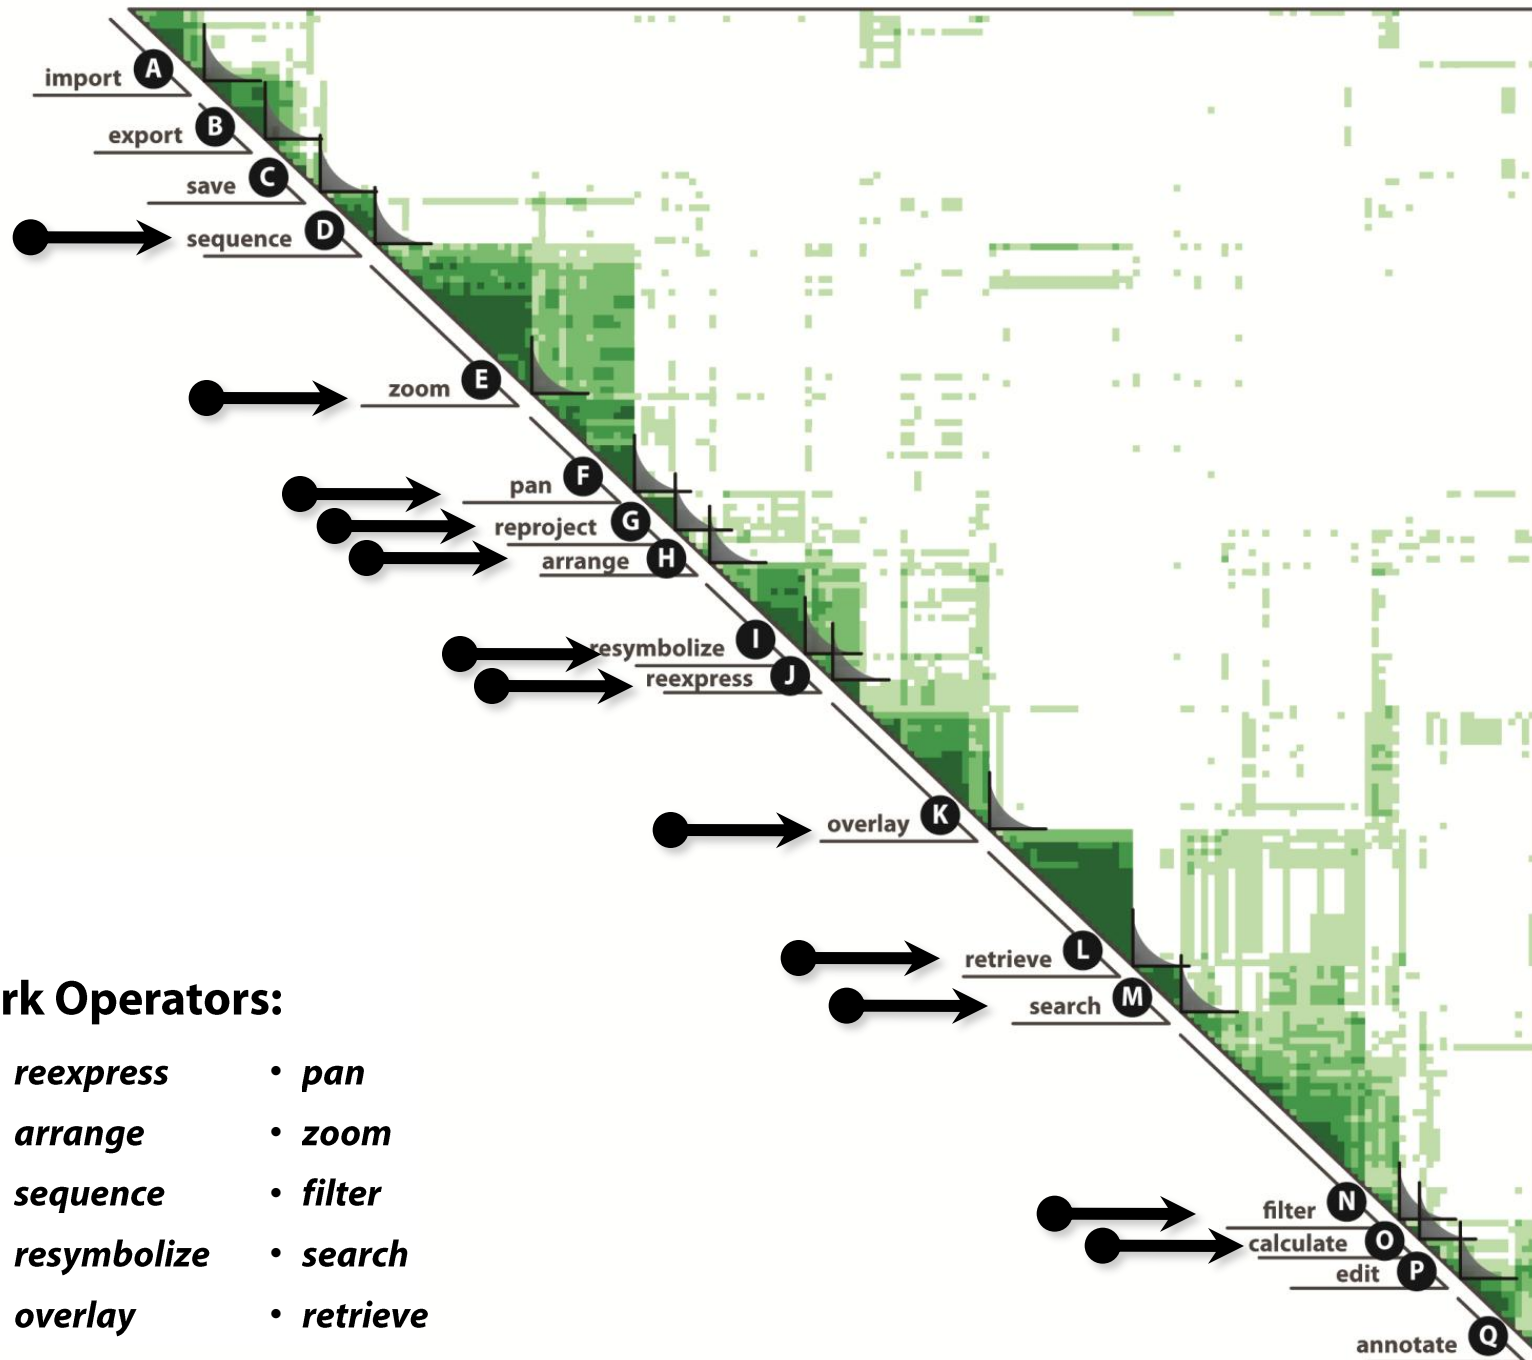 A
import
B
export
C
save
D
sequence
E
zoom
F
pan
G
reproject
H
arrange
I
resymbolize
J
reexpress
K
overlay
L
retrieve
M
search
rk Operators:
reexpress • pan
arrange • zoom
sequence • filter
resymbolize • search
overlay • retrieve
N
filter
O
calculate
P
edit
Q
annotate